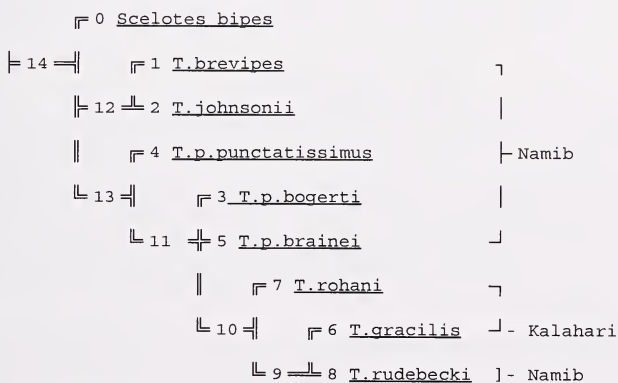 0 Scelotes bipes
14
1 T.brevipes
12 2 T.johnsonii
4 T.p.punctatissimus
Namib
13 3 T.p.bogerti
11 5 T.p.brainei
7 T.rohani
10 6 T.gracilis - Kalahari
9 8 T.rudebecki ]- Namib